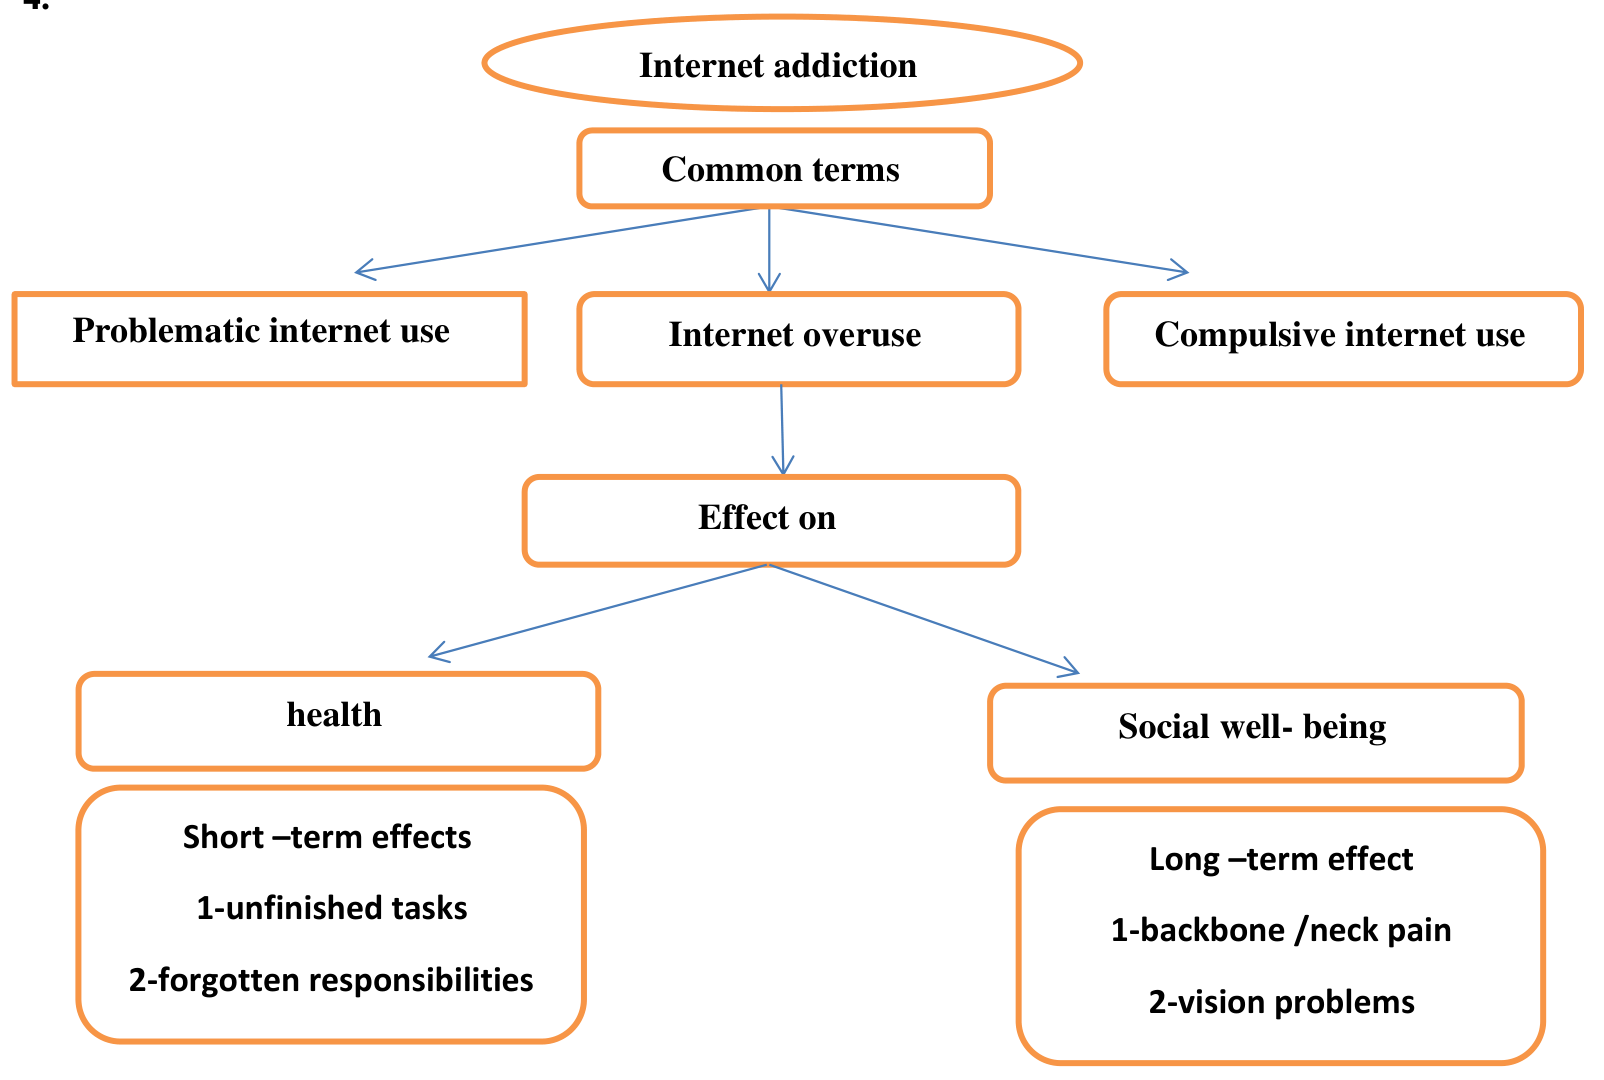 4.
Internet addiction
Common terms
Problematic internet use
Internet overuse
Compulsive internet use
Effect on
health
Social well- being
Short –term effects
1-unfinished tasks
2-forgotten responsibilities
Long –term effect
1-backbone /neck pain
2-vision problems